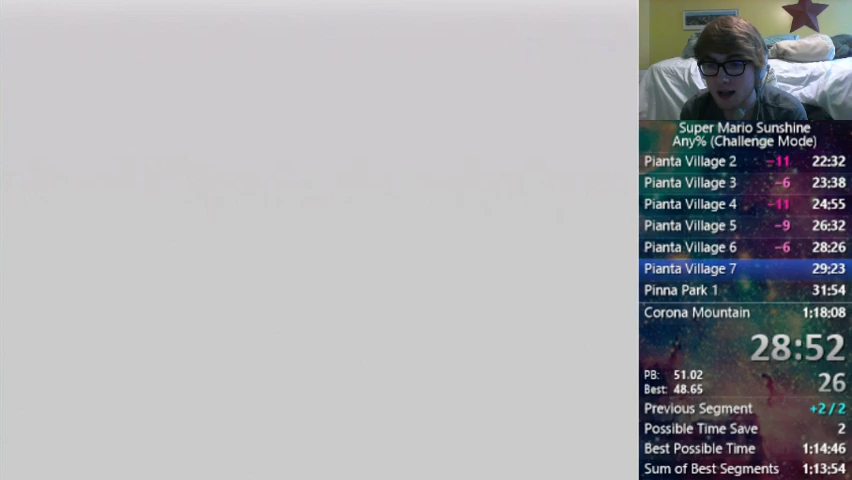 Super Mario Sunshine
Any% (Challenge Mode)
Pianta Village 2 -11 22:32
Pianta Village 3 -6 23:38
Pianta Village 4 -11 24:55
Pianta Village 5 -9 26:32
Pianta Village 6 -6 28:26
Pianta Village 7 29:23
Pinna Park 1 31:54
Corona Mountain 1:18:08
28:52
PB: 51.02 26
Best: 48.65
Previous Segment +2 / 2
Possible Time Save 2
Best Possible Time 1:14:46
Sum of Best Segments 1:13:54